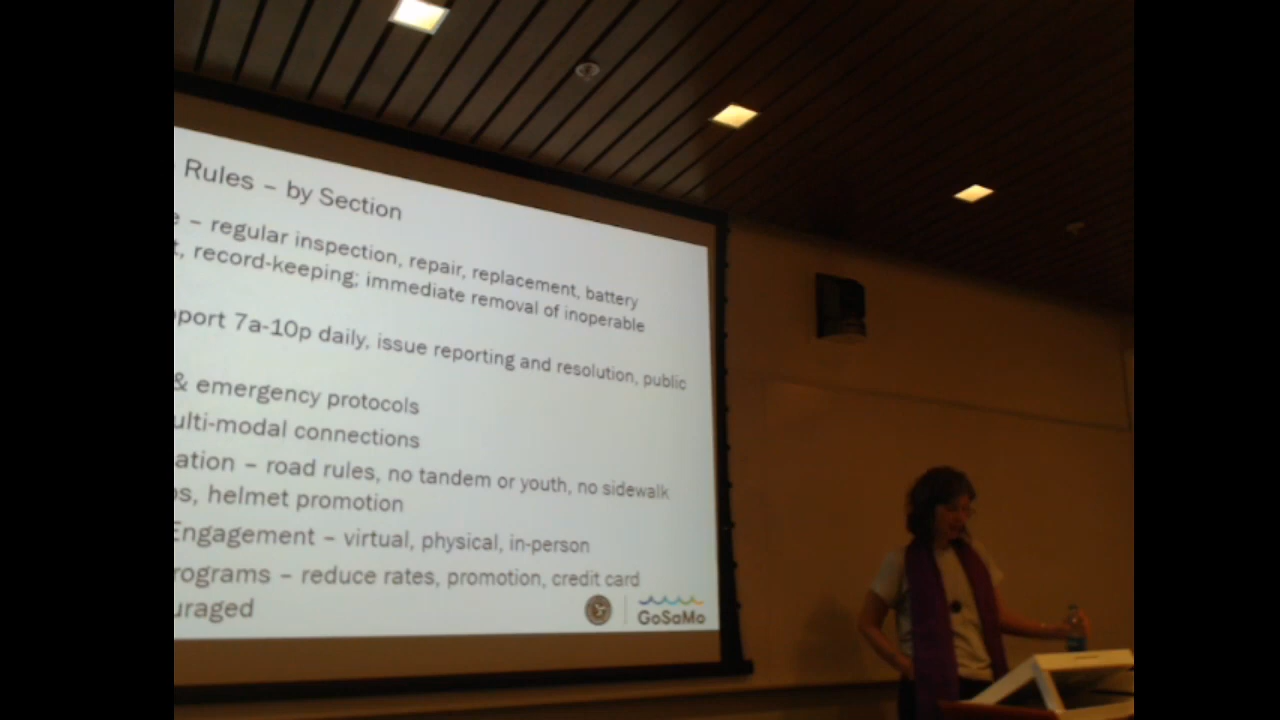 Rules – by Section
e – regular inspection, repair, replacement, battery
t, record-keeping; immediate removal of inoperable
pport 7a-10p daily, issue reporting and resolution, public
& emergency protocols
ulti-modal connections
ation – road rules, no tandem or youth, no sidewalk
os, helmet promotion
Engagement – virtual, physical, in-person
rograms – reduce rates, promotion, credit card
uraged
GoSaMo